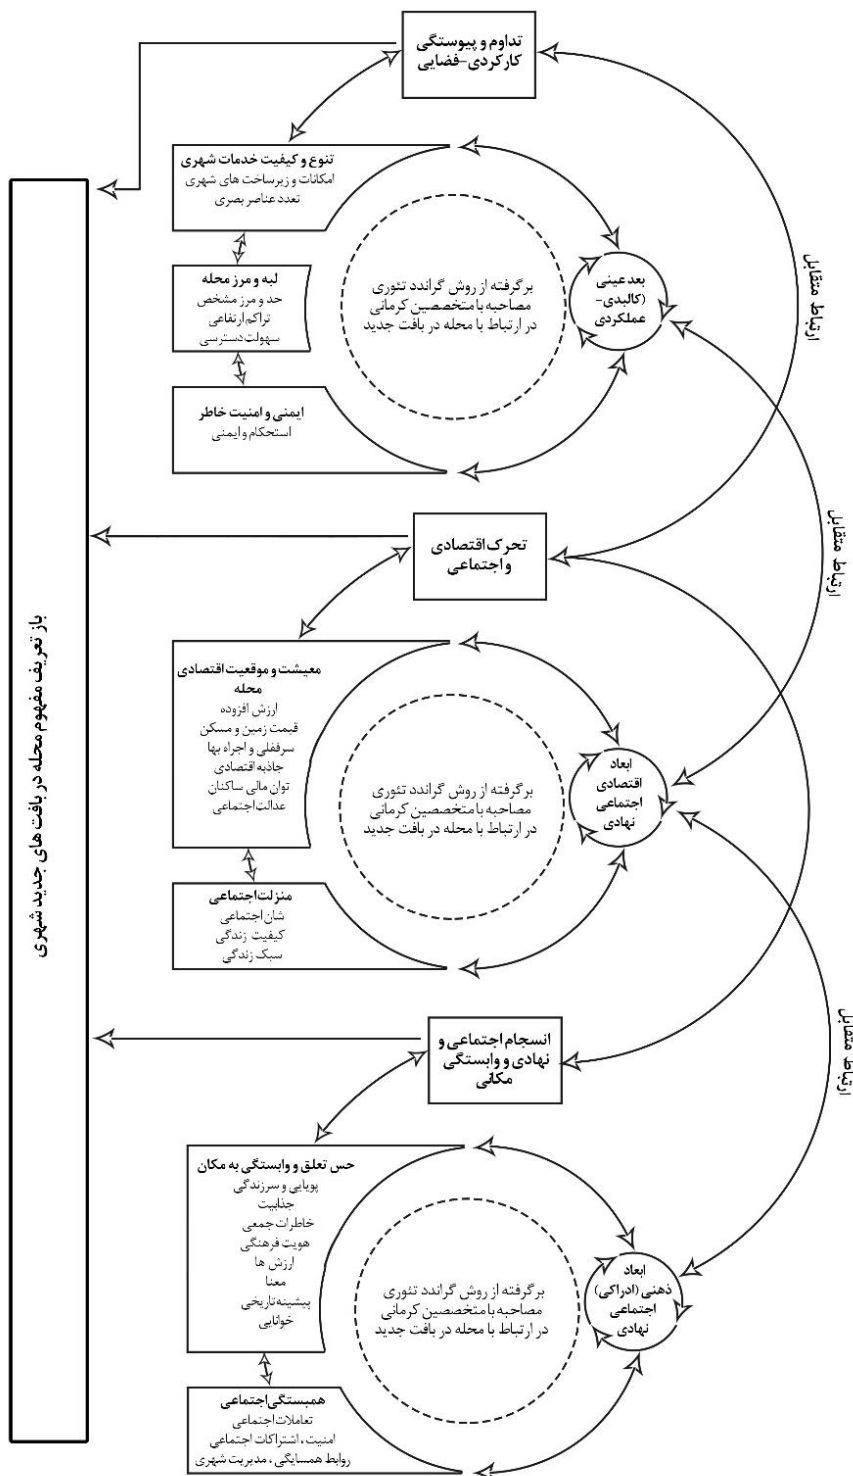 تداوم و پیوستگی
کارکردی-فضایی
تنوع و کیفیت خدمات شهری
امکانات و زیرساخت های شهری
تعدد عناصر بصری
لبه و مرز محله
حد و مرز مشخص
تراکم ارتفاعی
سهولت دسترسی
ایمنی و امنیت خاطر
استحکام و ایمنی
برگرفته از روش گراندد تئوری
مصاحبه با متخصصین کرمانی
در ارتباط با محله در بافت جدید
بعد عینی
(کالبدی-
عملکردی
ارتباط متقابل
ارتباط متقابل
تحرک اقتصادی
و اجتماعی
معیشت و موقعیت اقتصادی
محله
ارزش افزوده
قیمت زمین و مسکن
سرقفلی و اجراه بها
جاذبه اقتصادی
توان مالی ساکنان
عدالت اجتماعی
منزلت اجتماعی
شان اجتماعی
کیفیت زندگی
سبک زندگی
برگرفته از روش گراندد تئوری
مصاحبه با متخصصین کرمانی
در ارتباط با محله در بافت جدید
ابعاد
اقتصادی
اجتماعی
نهادی
ارتباط متقابل
انسجام اجتماعی و
نهادی و وابستگی
مکانی
حس تعلق و وابستگی به مکان
پویایی و سرزندگی
جذابیت
خاطرات جمعی
هویت فرهنگی
ارزش ها
معنا
پیشینه تاریخی
خوانایی
همبستگی اجتماعی
تعاملات اجتماعی
امنیت، اشتراکات اجتماعی
روابط همسایگی، مدیریت شهری
برگرفته از روش گراندد تئوری
مصاحبه با متخصصین کرمانی
در ارتباط با محله در بافت جدید
ابعاد
ذهنی (ادراکی)
اجتماعی
نهادی
باز تعریف مفهوم محله در بافت های جدید شهری